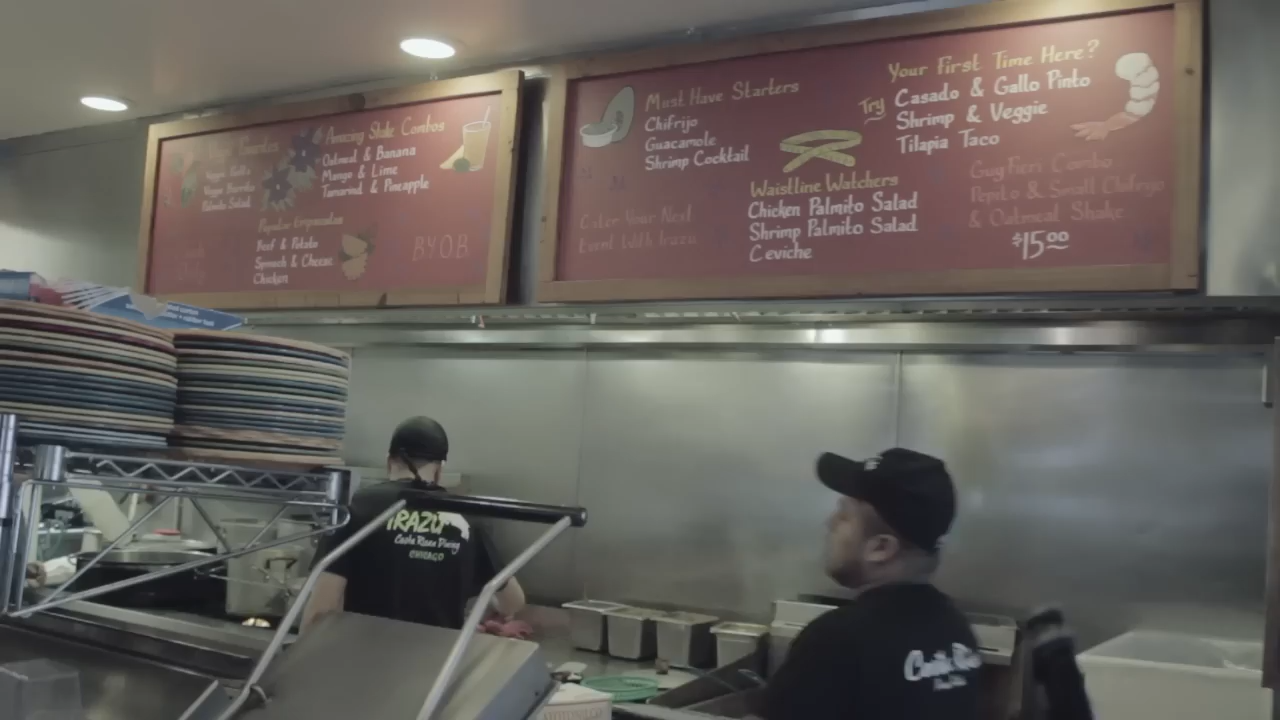 Amazing Shake Combos
Oatmeal & Banana
Mango & Lime
Tamarind & Pineapple
Veggie Burrito
Popular Empanadas
Beef & Potato
Spinach & Cheese
Chicken
B.Y.O.B.
Must Have Starters
Chifrijo
Guacamole
Shrimp Cocktail
Cater Your Next
Event With Irazu
Waistline Watchers
Chicken Palmito Salad
Shrimp Palmito Salad
Ceviche
Your First Time Here?
Try
Casado & Gallo Pinto
Shrimp & Veggie
Tilapia Taco
Guy Fieri Combo
Pepito & Small Chifrijo
& Oatmeal Shake
$15.00
IRAZU
Costa Rican Dining
CHICAGO
Costa